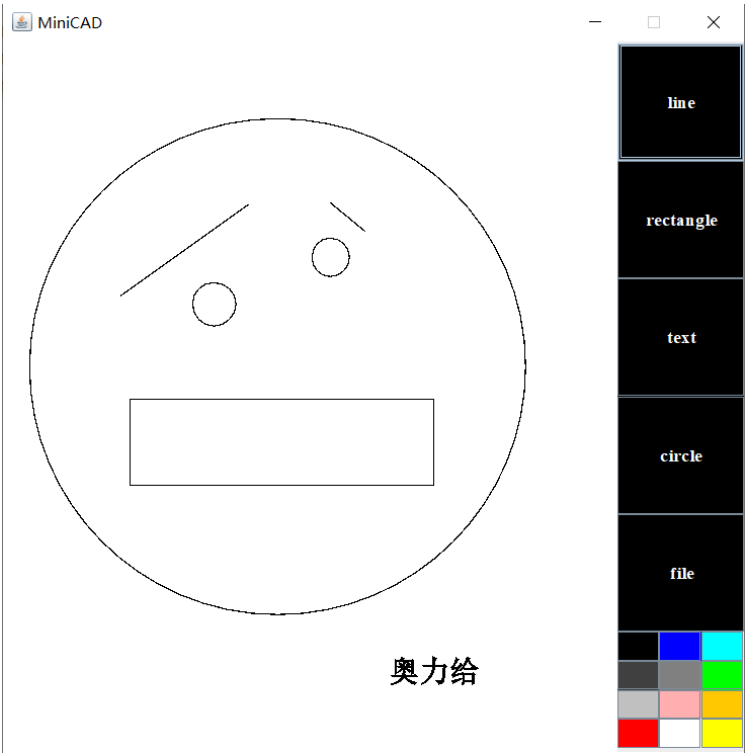 MiniCAD
line
rectangle
text
circle
file
奥力给